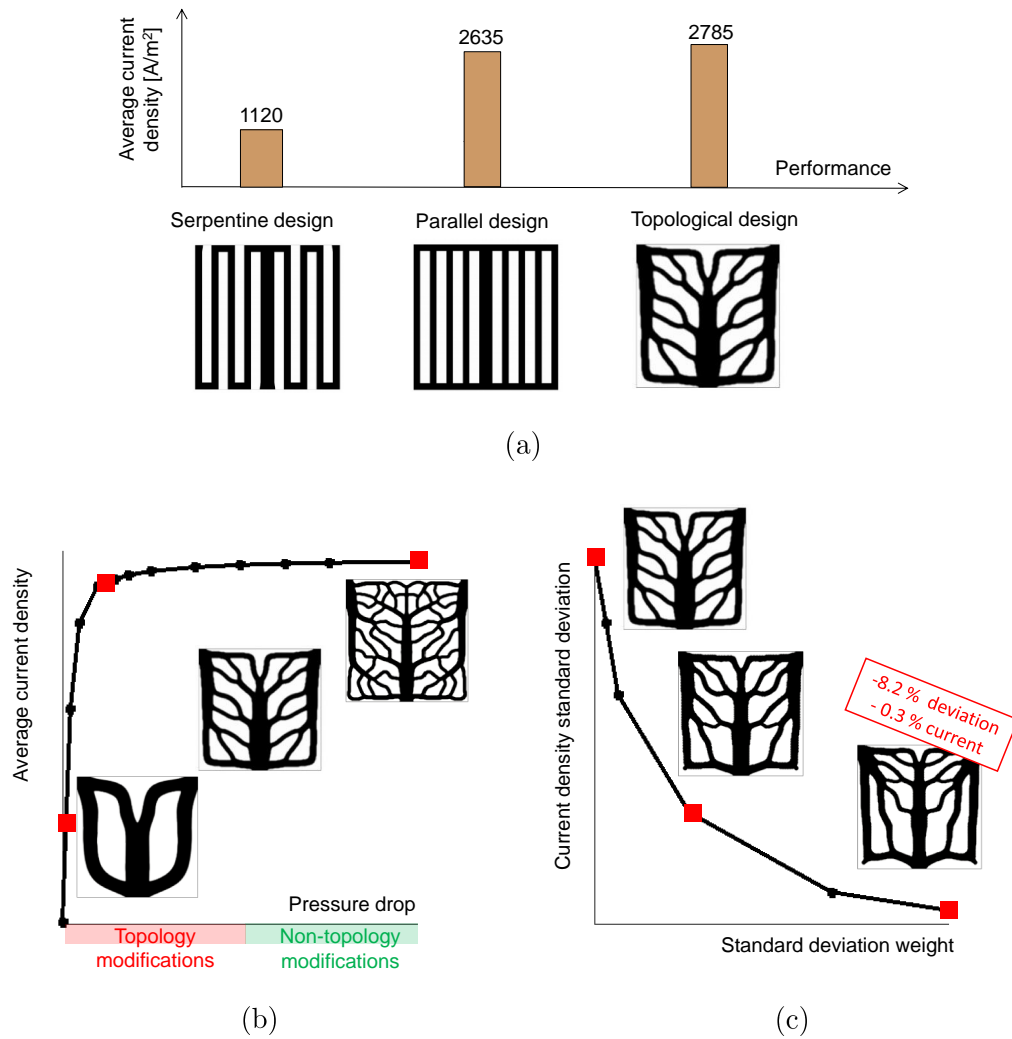 Average current
density [A/m²]
1120
2635
2785
Performance
Serpentine design
Parallel design
Topological design
(a)
Average current density
Pressure drop
Topology
modifications
Non-topology
modifications
(b)
Current density standard deviation
-8.2 % deviation
- 0.3 % current
Standard deviation weight
(c)